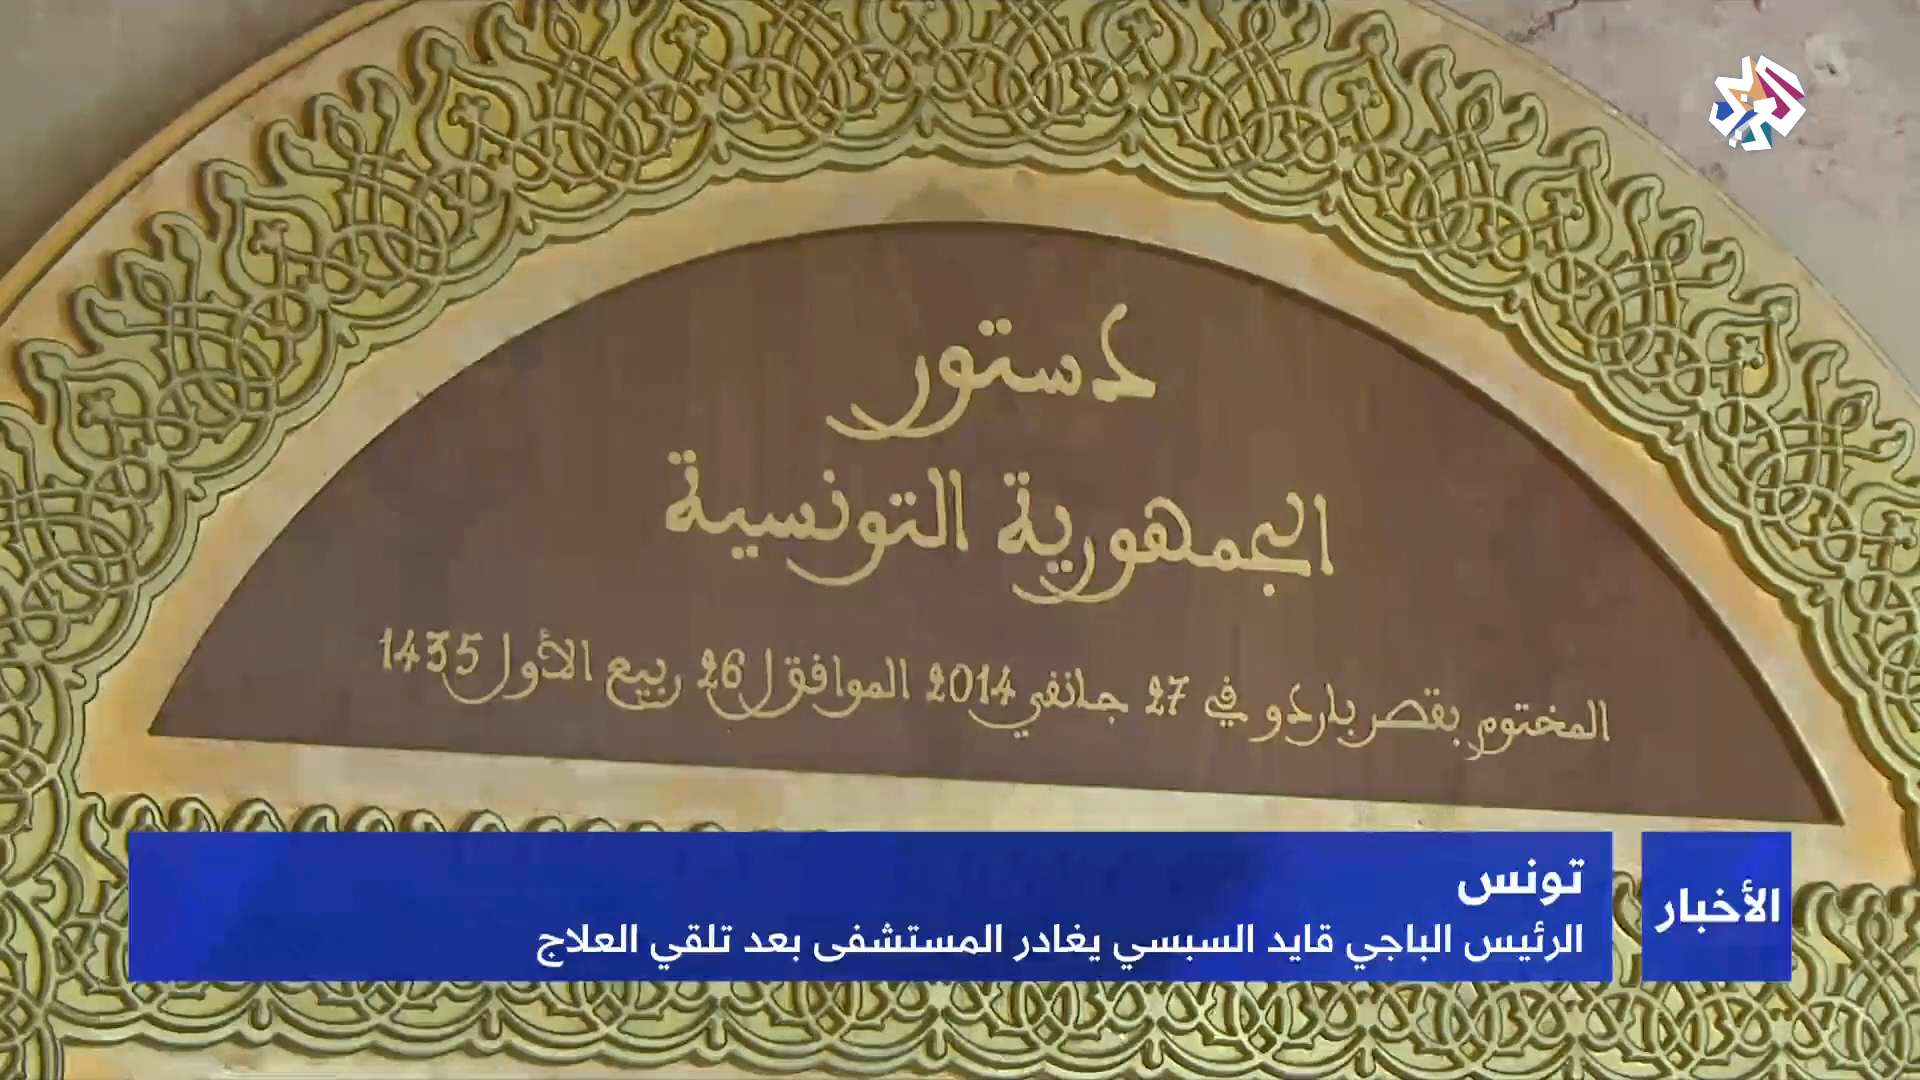 دستور
الجمهورية التونسية
المختوم بقصر باردو في 27 جانفي 2014 الموافق ل 26 ربيع الأول 1435
الأخبار
تونس
الرئيس الباجي قايد السبسي يغادر المستشفى بعد تلقي العلاج